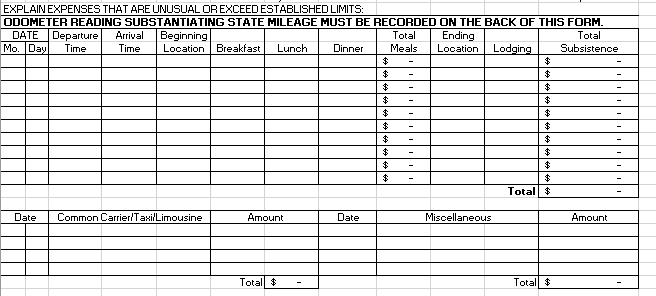 EXPLAIN EXPENSES THAT ARE UNUSUAL OR EXCEED ESTABLISHED LIMITS:
ODOMETER READING SUBSTANTIATING STATE MILEAGE MUST BE RECORDED ON THE BACK OF THIS FORM.
DATE Departure Arrival Beginning Total Ending Total
Mo. Day Time Time Location Breakfast Lunch Dinner Meals Location Lodging Subsistence
$ - $ -
$ - $ -
$ - $ -
$ - $ -
$ - $ -
$ - $ -
$ - $ -
$ - $ -
$ - $ -
$ - $ -
Total $ -
Date Common Carrier/Taxi/Limousine Amount Date Miscellaneous Amount
Total $ - Total $ -